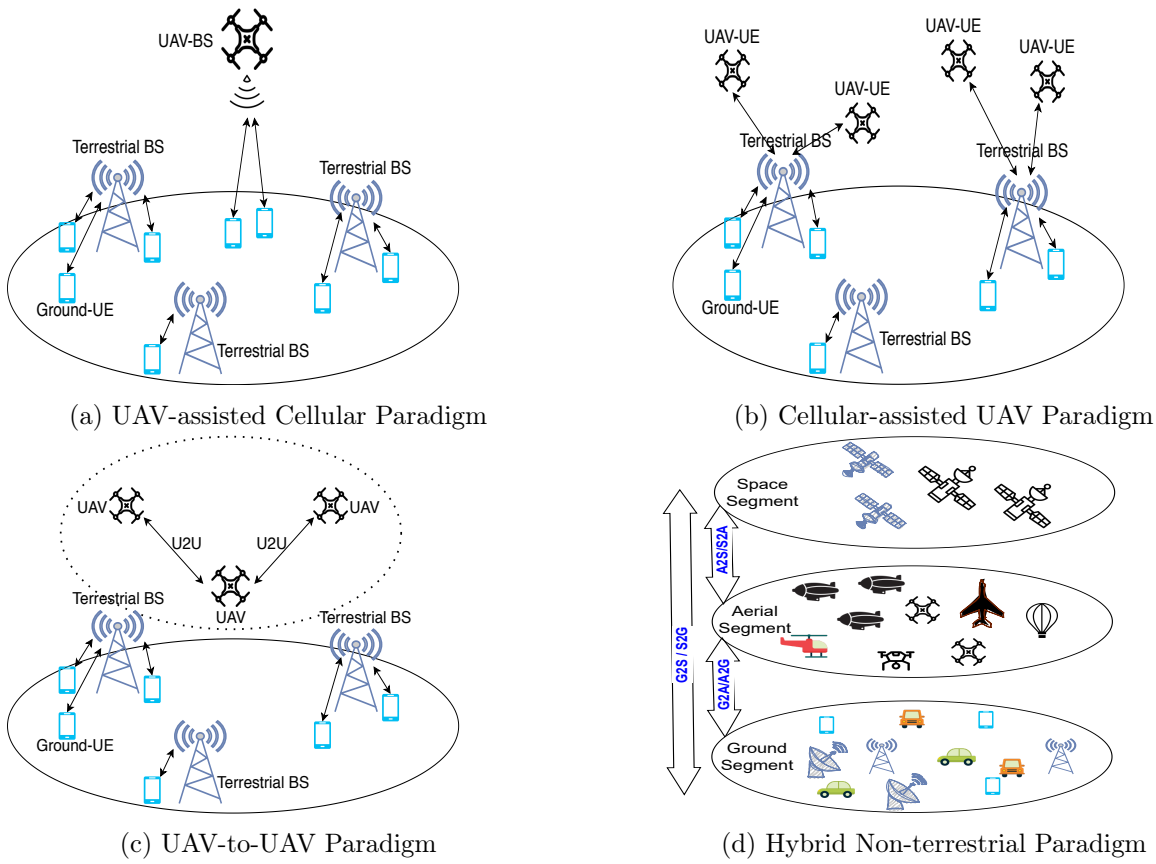 UAV-BS
Terrestrial BS
Terrestrial BS
Ground-UE
Terrestrial BS
(a) UAV-assisted Cellular Paradigm
UAV-UE
UAV-UE
UAV-UE
UAV-UE
Terrestrial BS
Terrestrial BS
Ground-UE
Terrestrial BS
(b) Cellular-assisted UAV Paradigm
UAV
UAV
U2U
U2U
UAV
Terrestrial BS
Terrestrial BS
Ground-UE
Terrestrial BS
(c) UAV-to-UAV Paradigm
Space
Segment
A2S/S2A
Aerial
Segment
G2S / S2G
G2A/A2G
Ground
Segment
(d) Hybrid Non-terrestrial Paradigm